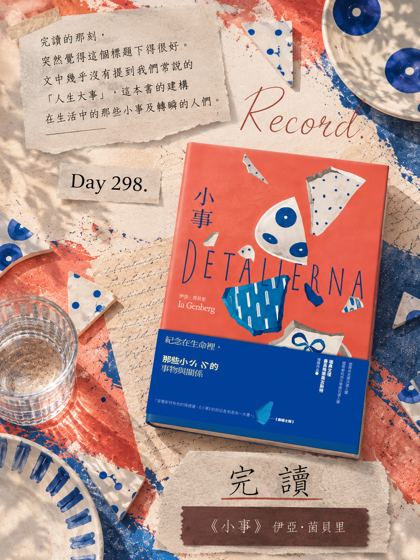 完讀的那刻，
突然覺得這個標題下得很好。
文中幾乎沒有提到我們常說的
「人生大事」，這本書的建構
在生活中的那些小事及轉瞬的人們。
Record.
Day 298.
小事
DETALJERNA
伊亞・茵貝里
Ia Genberg
紀念在生命裡，
那些小小的
事物與關係
完讀
《小事》 伊亞・茵貝里